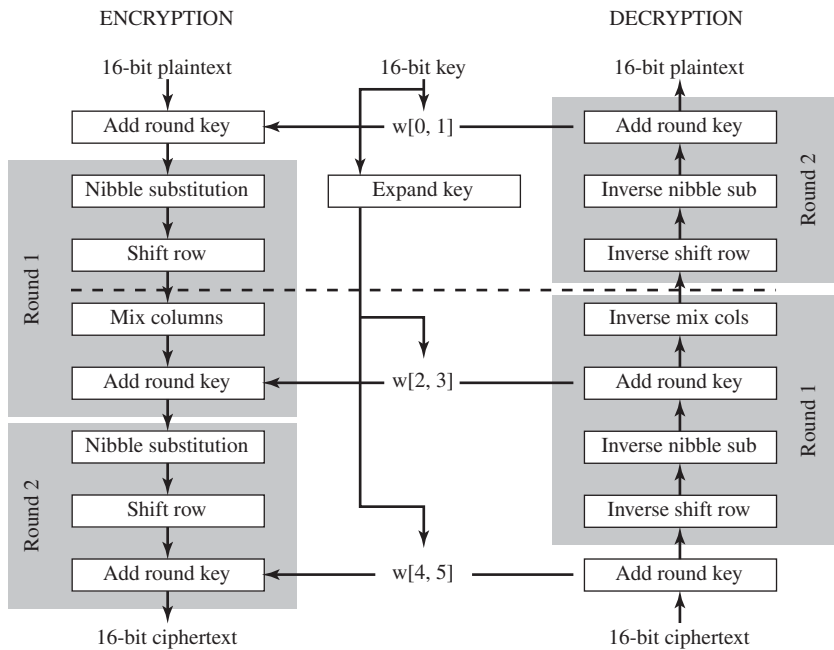 ENCRYPTION
DECRYPTION
16-bit plaintext
16-bit key
16-bit plaintext
Add round key
w[0, 1]
Add round key
Nibble substitution
Expand key
Inverse nibble sub
Round 2
Shift row
Inverse shift row
Round 1
Mix columns
Inverse mix cols
Add round key
w[2, 3]
Add round key
Round 1
Nibble substitution
Inverse nibble sub
Round 2
Shift row
Inverse shift row
Add round key
w[4, 5]
Add round key
16-bit ciphertext
16-bit ciphertext